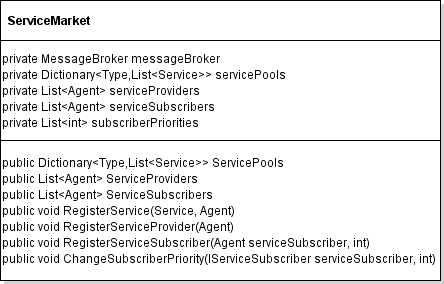 ServiceMarket
private MessageBroker messageBroker
private Dictionary<Type,List<Service>> servicePools
private List<Agent> serviceProviders
private List<Agent> serviceSubscribers
private List<int> subscriberPriorities
public Dictionary<Type,List<Service>> ServicePools
public List<Agent> ServiceProviders
public List<Agent> ServiceSubscribers
public void RegisterService(Service, Agent)
public void RegisterServiceProvider(Agent)
public void RegisterServiceSubscriber(Agent serviceSubscriber, int)
public void ChangeSubscriberPriority(IServiceSubscriber serviceSubscriber, int)